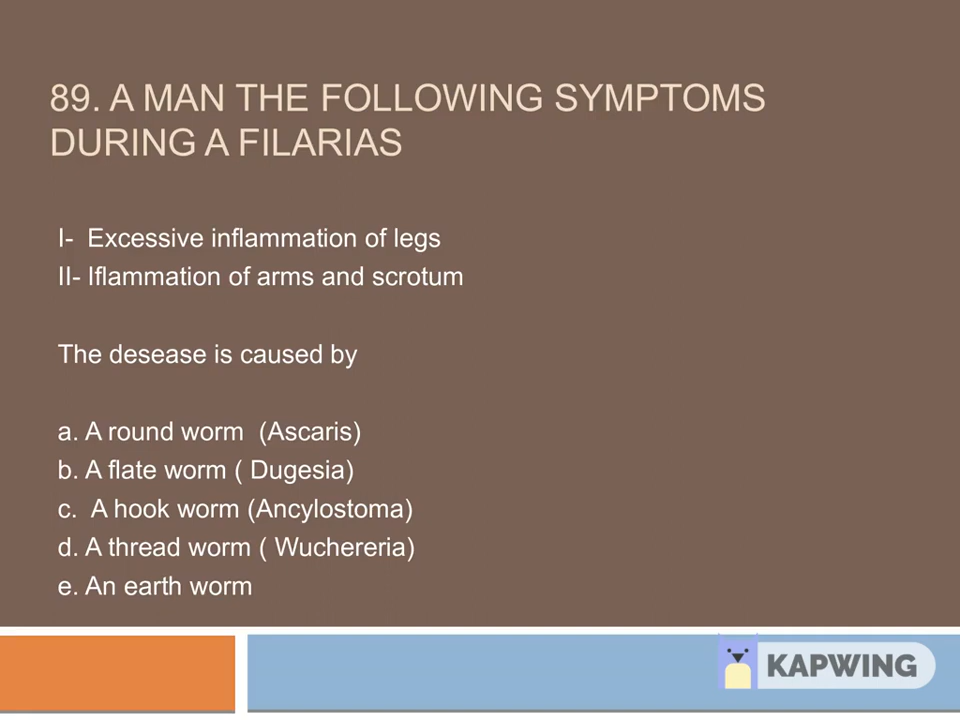 89. A MAN THE FOLLOWING SYMPTOMS
DURING A FILARIAS
I- Excessive inflammation of legs
II- Iflammation of arms and scrotum
The desease is caused by
a. A round worm (Ascaris)
b. A flate worm ( Dugesia)
c. A hook worm (Ancylostoma)
d. A thread worm ( Wuchereria)
e. An earth worm
KAPWING